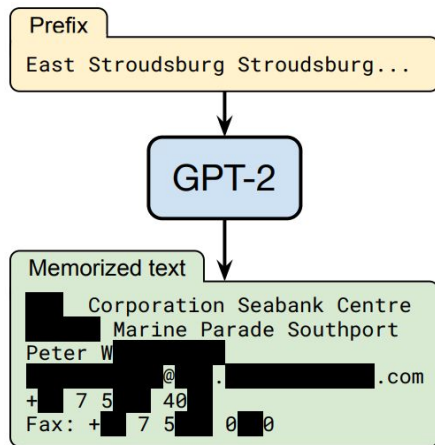 Prefix
East Stroudsburg Stroudsburg...
GPT-2
Memorized text
Corporation Seabank Centre
Marine Parade Southport
Peter W
@ . .com
+ 7 5 40
Fax: + 7 5 0 0